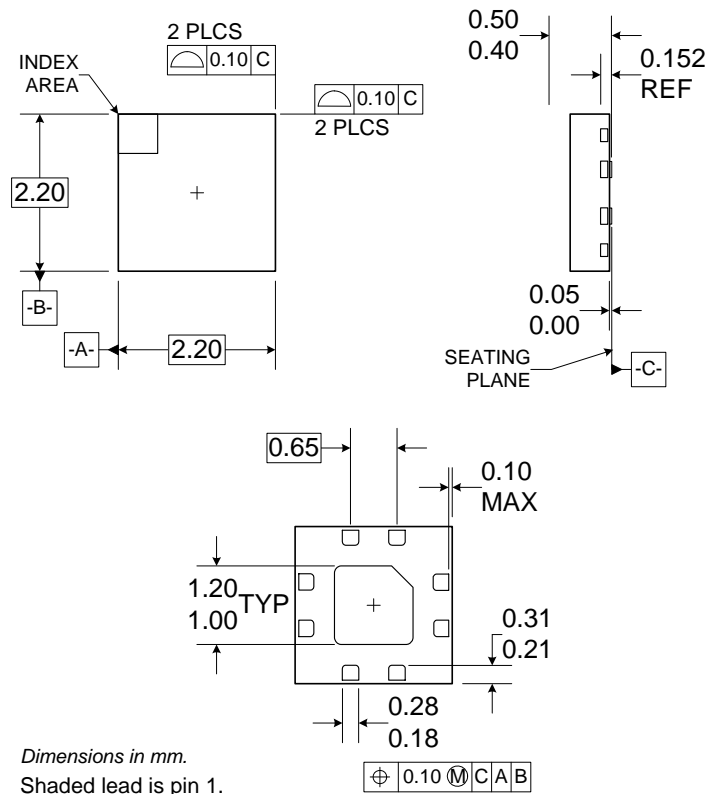 2 PLCS
0.10 C
INDEX
AREA
0.10 C
2 PLCS
2.20
-B-
-A-
2.20
0.50
0.40
0.152
REF
0.05
0.00
SEATING
PLANE
-C-
0.65
0.10
MAX
1.20
1.00
TYP
0.31
0.21
0.28
0.18
0.10 Ⓜ C A B
Dimensions in mm.
Shaded lead is pin 1.